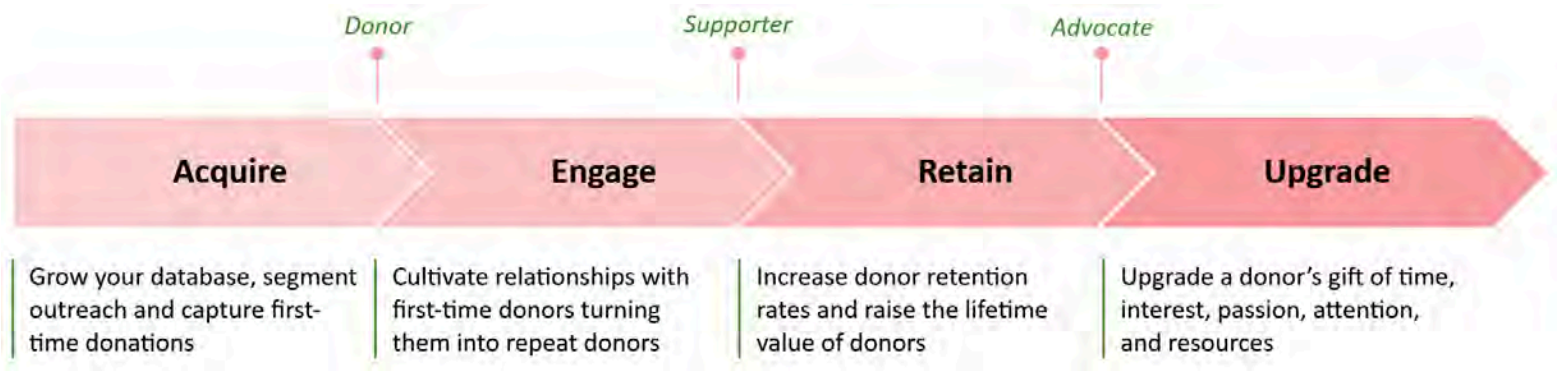 Donor
Supporter
Advocate
Acquire
Engage
Retain
Upgrade
Grow your database, segment
outreach and capture first-
time donations
Cultivate relationships with
first-time donors turning
them into repeat donors
Increase donor retention
rates and raise the lifetime
value of donors
Upgrade a donor's gift of time,
interest, passion, attention,
and resources